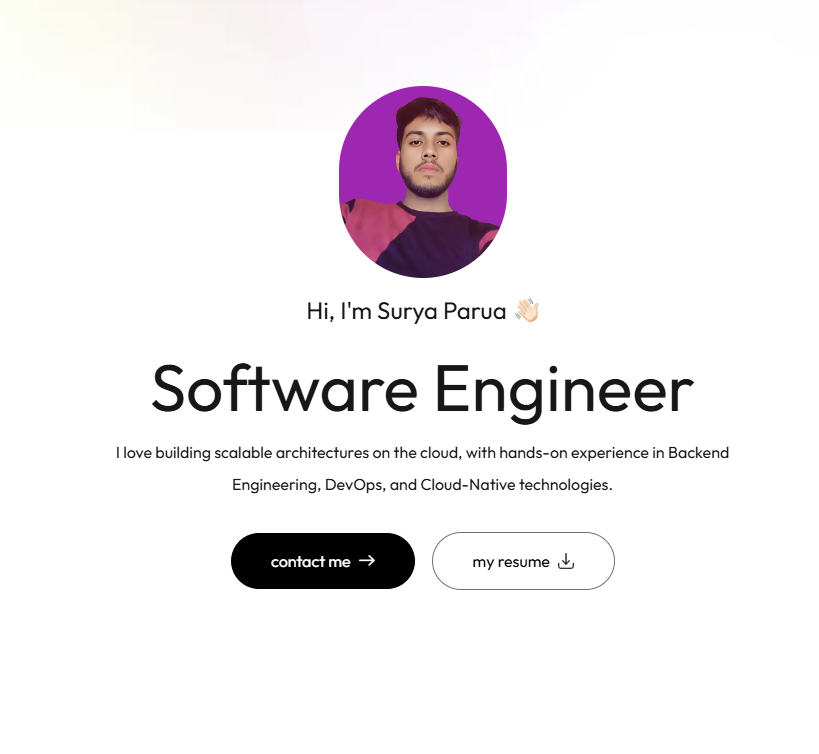 Hi, I'm Surya Parua 👋🏻
Software Engineer
I love building scalable architectures on the cloud, with hands-on experience in Backend
Engineering, DevOps, and Cloud-Native technologies.
contact me →
my resume